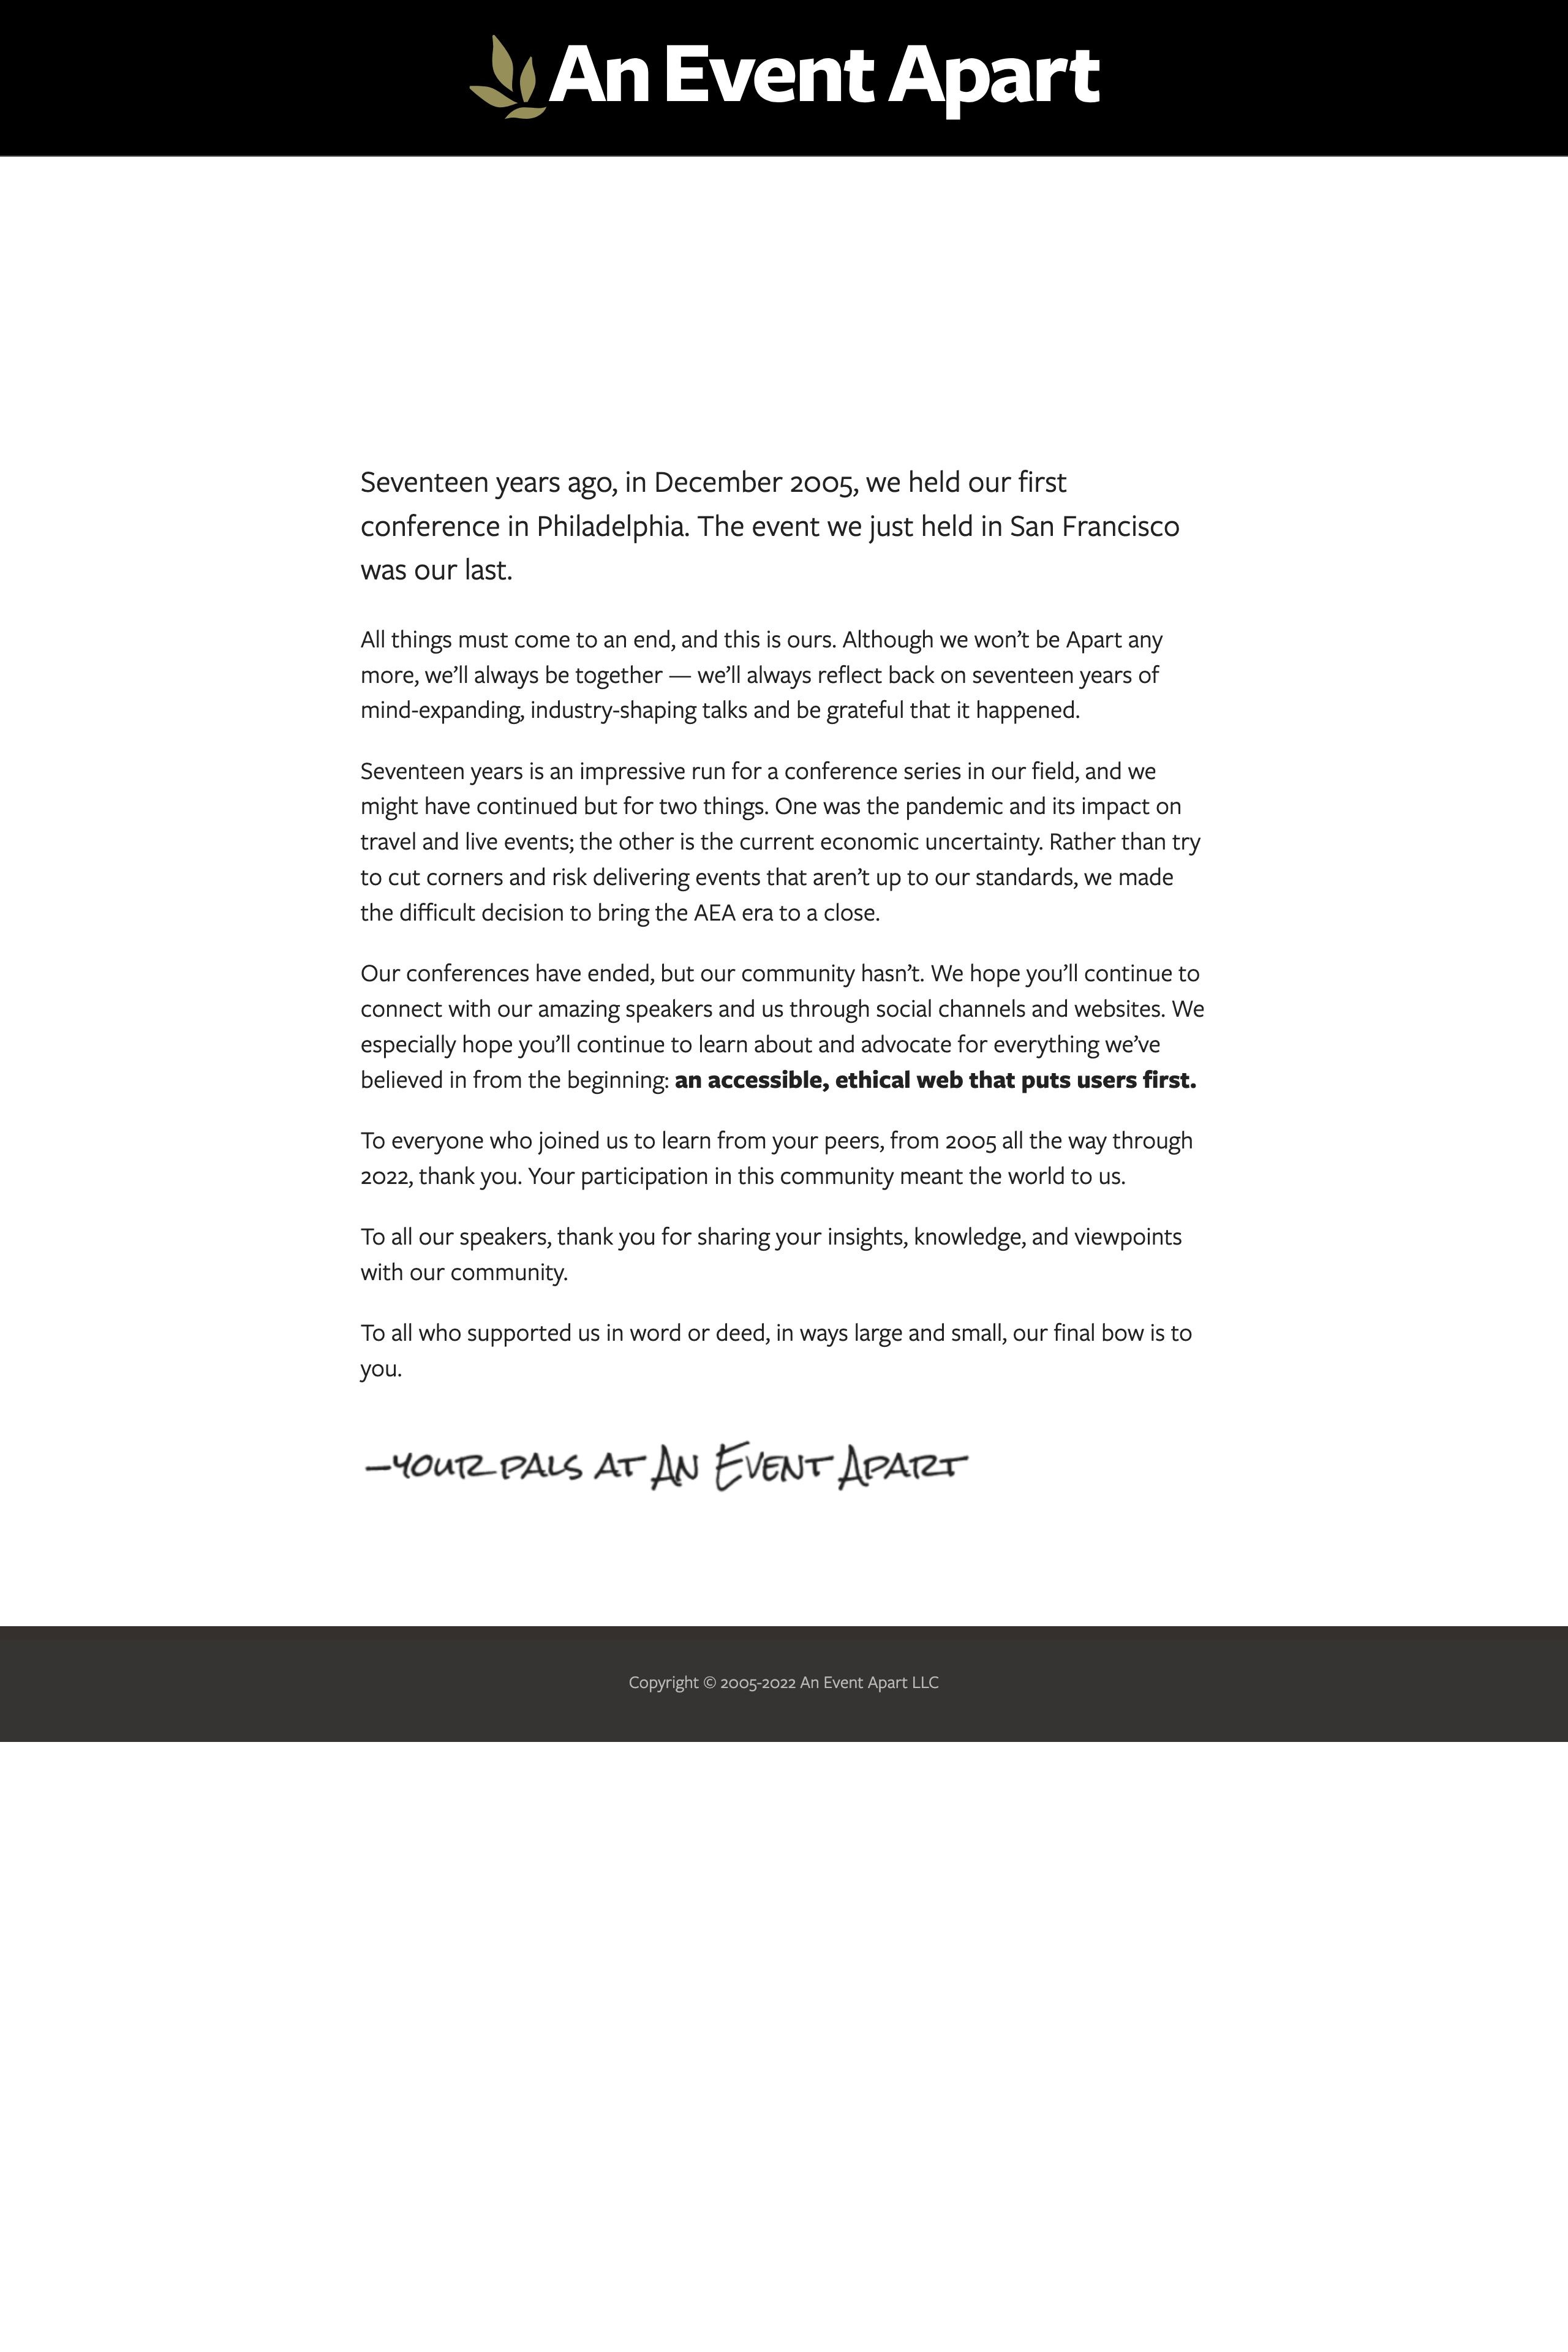 An Event Apart
Seventeen years ago, in December 2005, we held our first
conference in Philadelphia. The event we just held in San Francisco
was our last.
All things must come to an end, and this is ours. Although we won’t be Apart any
more, we’ll always be together — we’ll always reflect back on seventeen years of
mind-expanding, industry-shaping talks and be grateful that it happened.
Seventeen years is an impressive run for a conference series in our field, and we
might have continued but for two things. One was the pandemic and its impact on
travel and live events; the other is the current economic uncertainty. Rather than try
to cut corners and risk delivering events that aren’t up to our standards, we made
the difficult decision to bring the AEA era to a close.
Our conferences have ended, but our community hasn’t. We hope you’ll continue to
connect with our amazing speakers and us through social channels and websites. We
especially hope you’ll continue to learn about and advocate for everything we’ve
believed in from the beginning: an accessible, ethical web that puts users first.
To everyone who joined us to learn from your peers, from 2005 all the way through
2022, thank you. Your participation in this community meant the world to us.
To all our speakers, thank you for sharing your insights, knowledge, and viewpoints
with our community.
To all who supported us in word or deed, in ways large and small, our final bow is to
you.
—your pals at An Event Apart
Copyright © 2005-2022 An Event Apart LLC